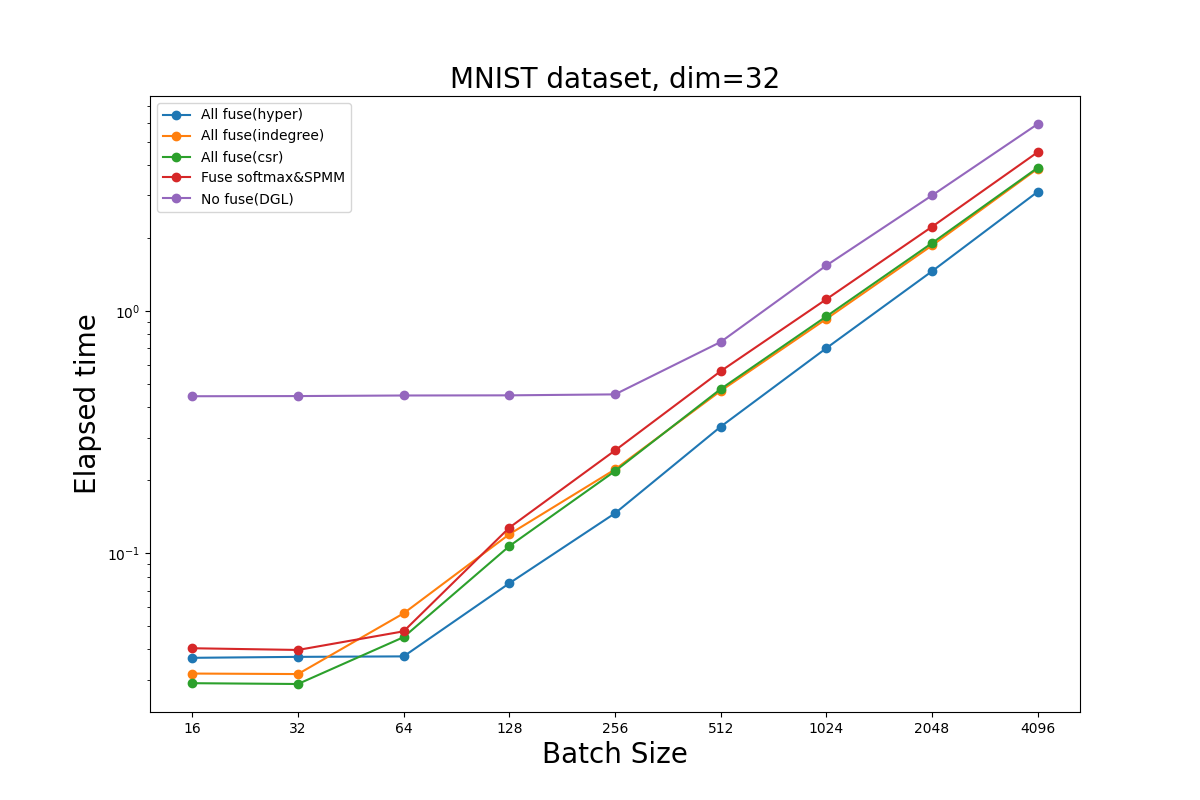 MNIST dataset, dim=32
All fuse(hyper)
All fuse(indegree)
All fuse(csr)
Fuse softmax&SPMM
No fuse(DGL)
Elapsed time
10⁰
10⁻¹
16 32 64 128 256 512 1024 2048 4096
Batch Size